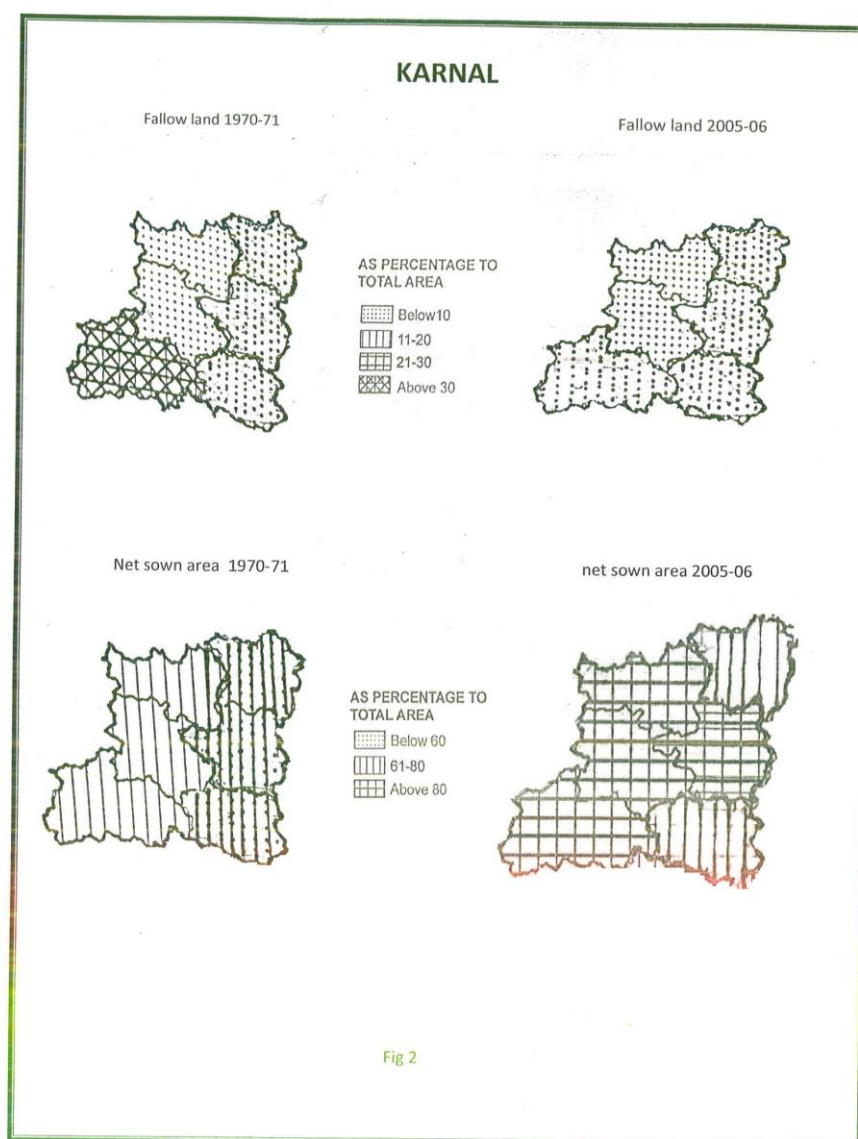 KARNAL
Fallow land 1970-71
Fallow land 2005-06
AS PERCENTAGE TO
TOTAL AREA
Below10
11-20
21-30
Above 30
Net sown area 1970-71
net sown area 2005-06
AS PERCENTAGE TO
TOTAL AREA
Below 60
61-80
Above 80
Fig 2